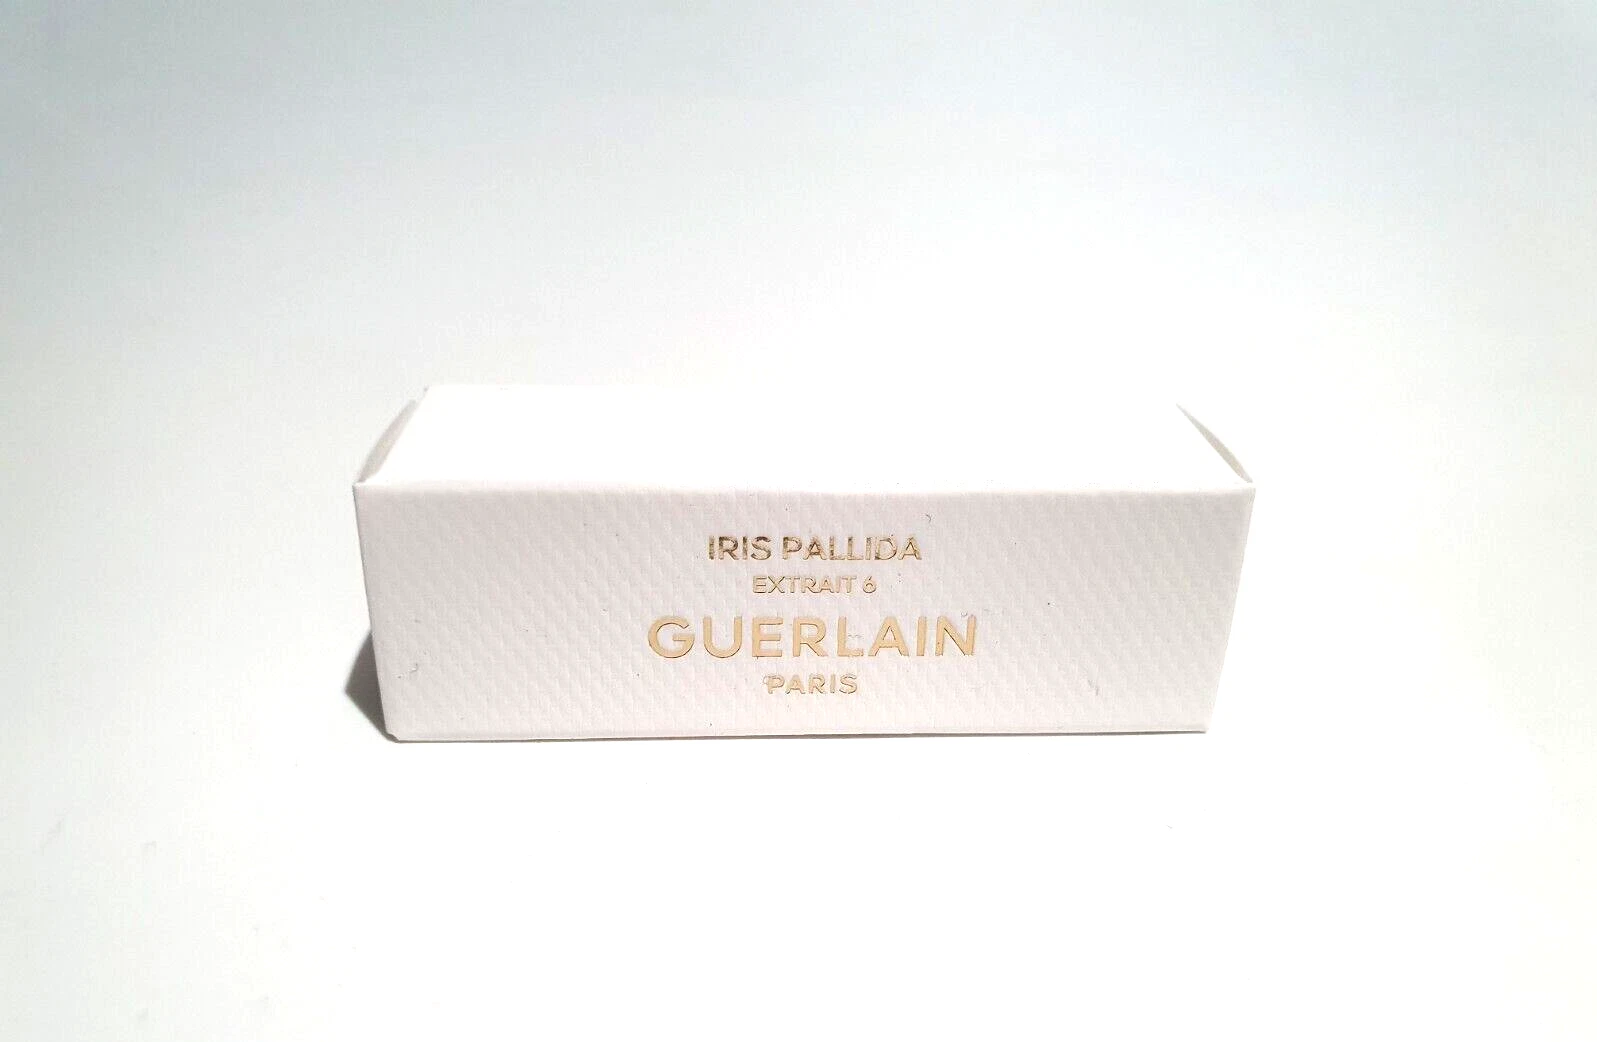 IRIS PALLIDA
EXTRAIT 6
GUERLAIN
PARIS